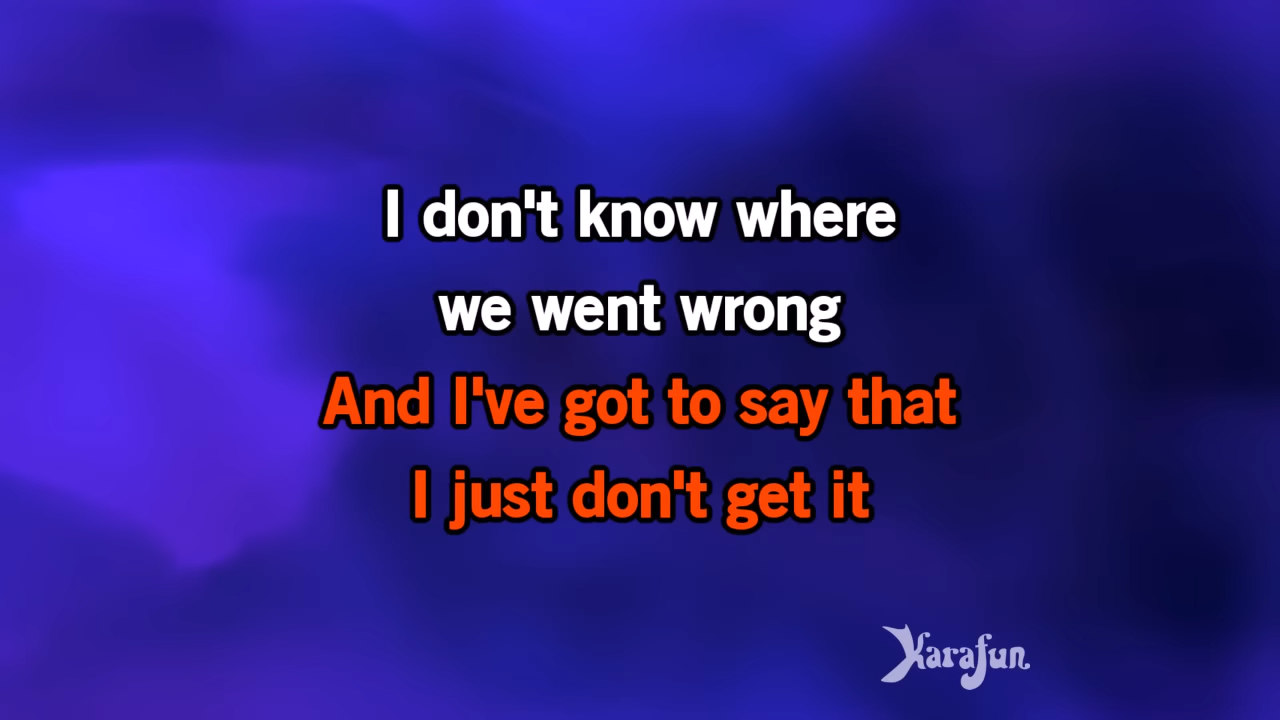 I don't know where
we went wrong
And I've got to say that
I just don't get it
Karafun